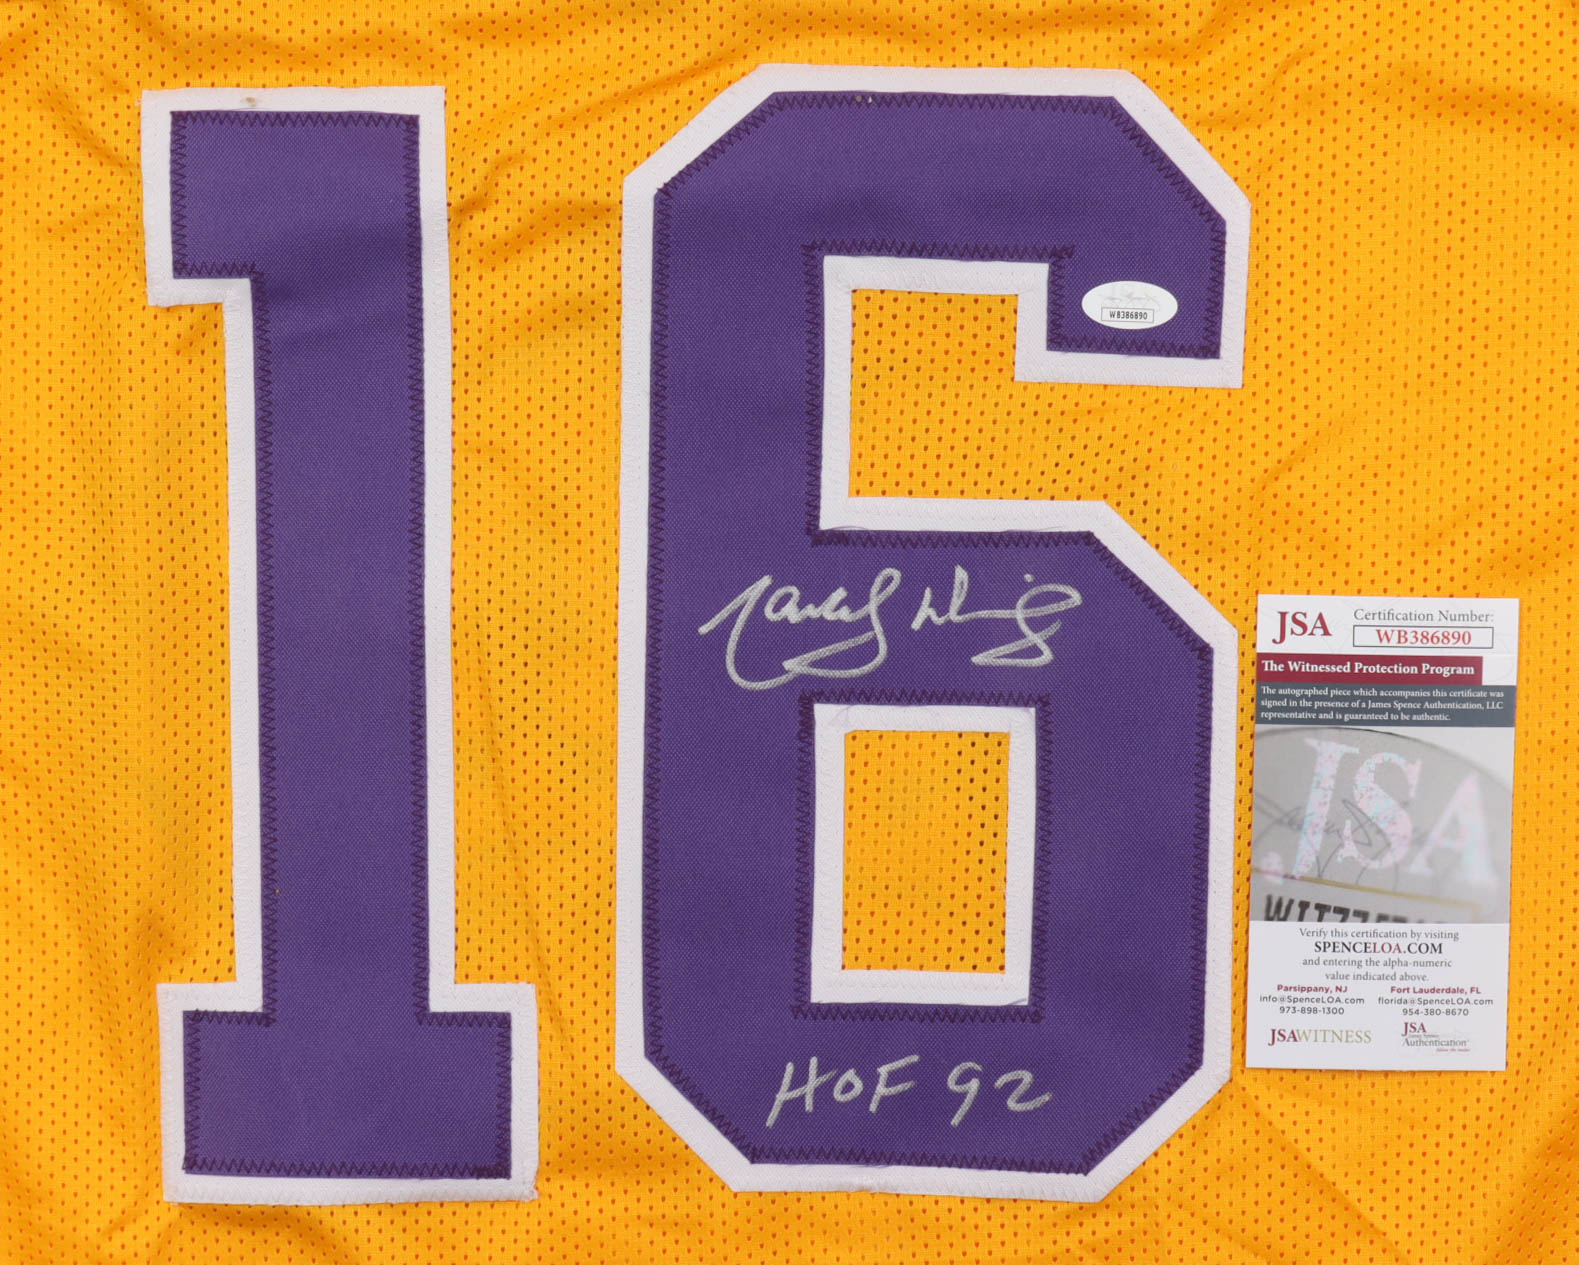 16
WB386890
HOF 92
JSA
Certification Number:
WB386890
The Witnessed Protection Program
The autographed piece which accompanies this certificate was
signed in the presence of a James Spence Authentication, LLC
representative and is guaranteed to be authentic.
JSA
Verify this certification by visiting
SPENCELOA.COM
and entering the alpha-numeric
value indicated above.
Parsippany, NJ Fort Lauderdale, FL
info@SpenceLOA.com florida@SpenceLOA.com
973-898-1300 954-380-8670
JSAWITNESS
JSA
Authentication